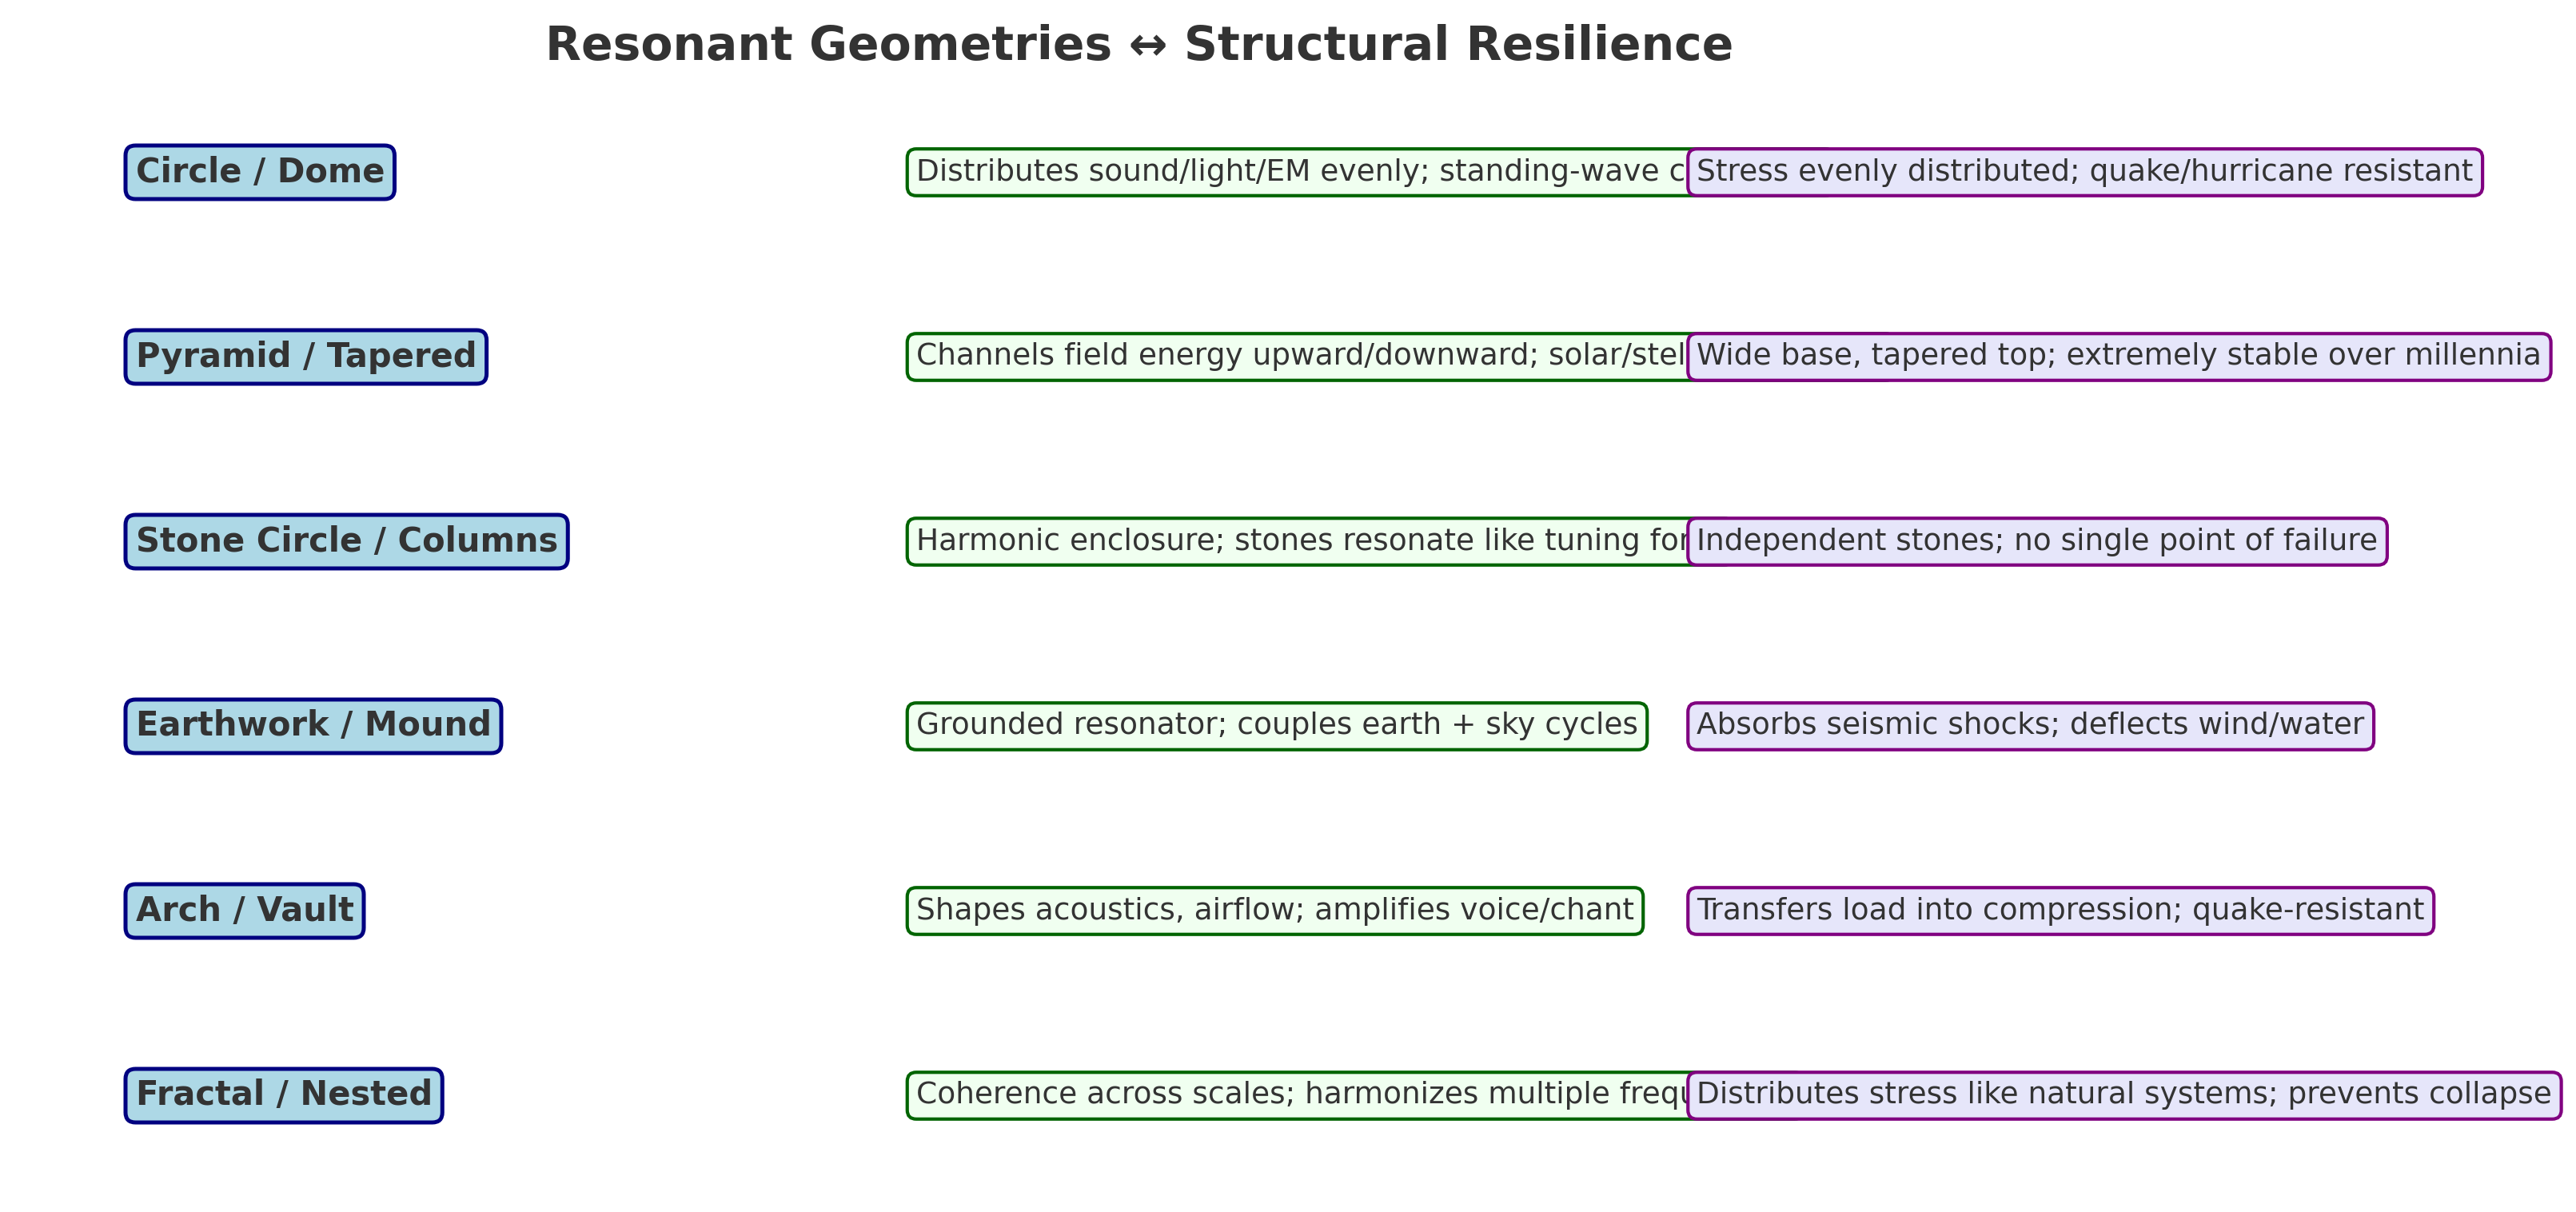 Resonant Geometries ↔ Structural Resilience
Circle / Dome
Distributes sound/light/EM evenly; standing-wave
Stress evenly distributed; quake/hurricane resistant
Pyramid / Tapered
Channels field energy upward/downward;
Wide base, tapered top; extremely stable over millennia
Stone Circle / Columns
Harmonic enclosure; stones resonate like tuning
Independent stones; no single point of failure
Earthwork / Mound
Grounded resonator; couples earth + sky cycles
Absorbs seismic shocks; deflects wind/water
Arch / Vault
Shapes acoustics, airflow; amplifies voice/chant
Transfers load into compression; quake-resistant
Fractal / Nested
Coherence across scales; harmonizes multiple
Distributes stress like natural systems; prevents collapse